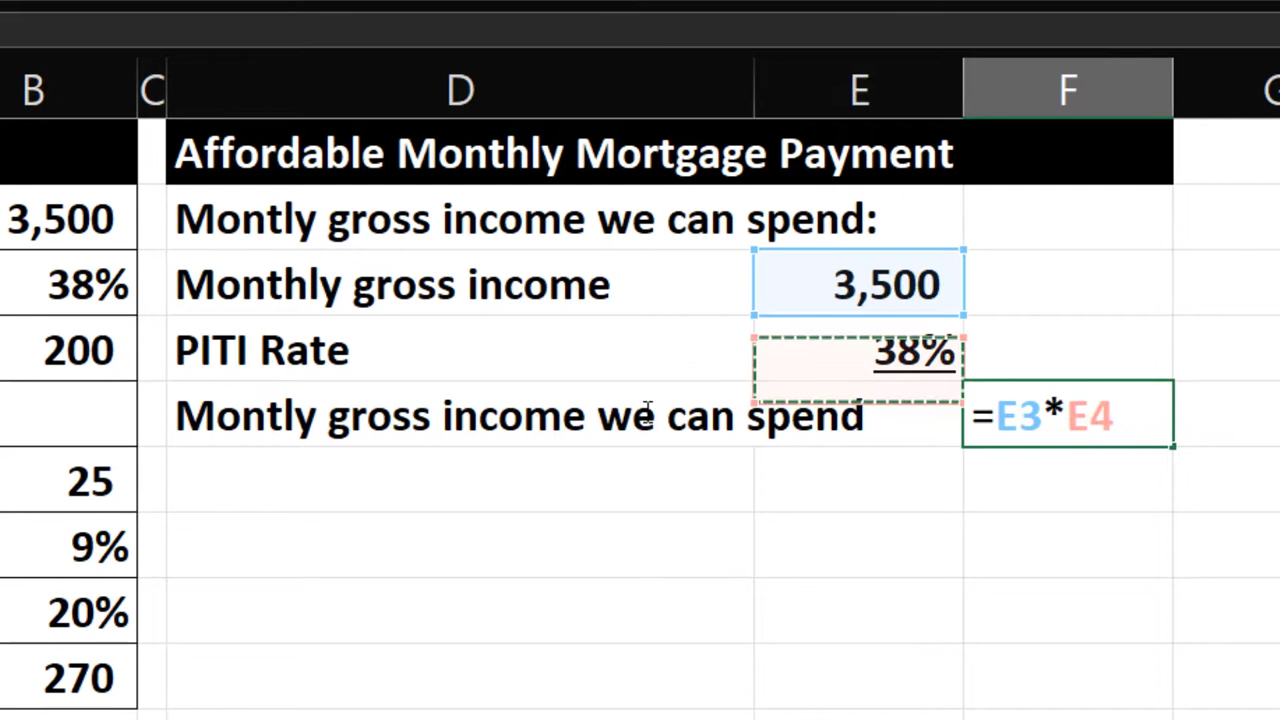 B C D E F G
Affordable Monthly Mortgage Payment
3,500 Montly gross income we can spend:
38% Monthly gross income 3,500
200 PITI Rate 38%
Montly gross income we can spend =E3*E4
25
9%
20%
270